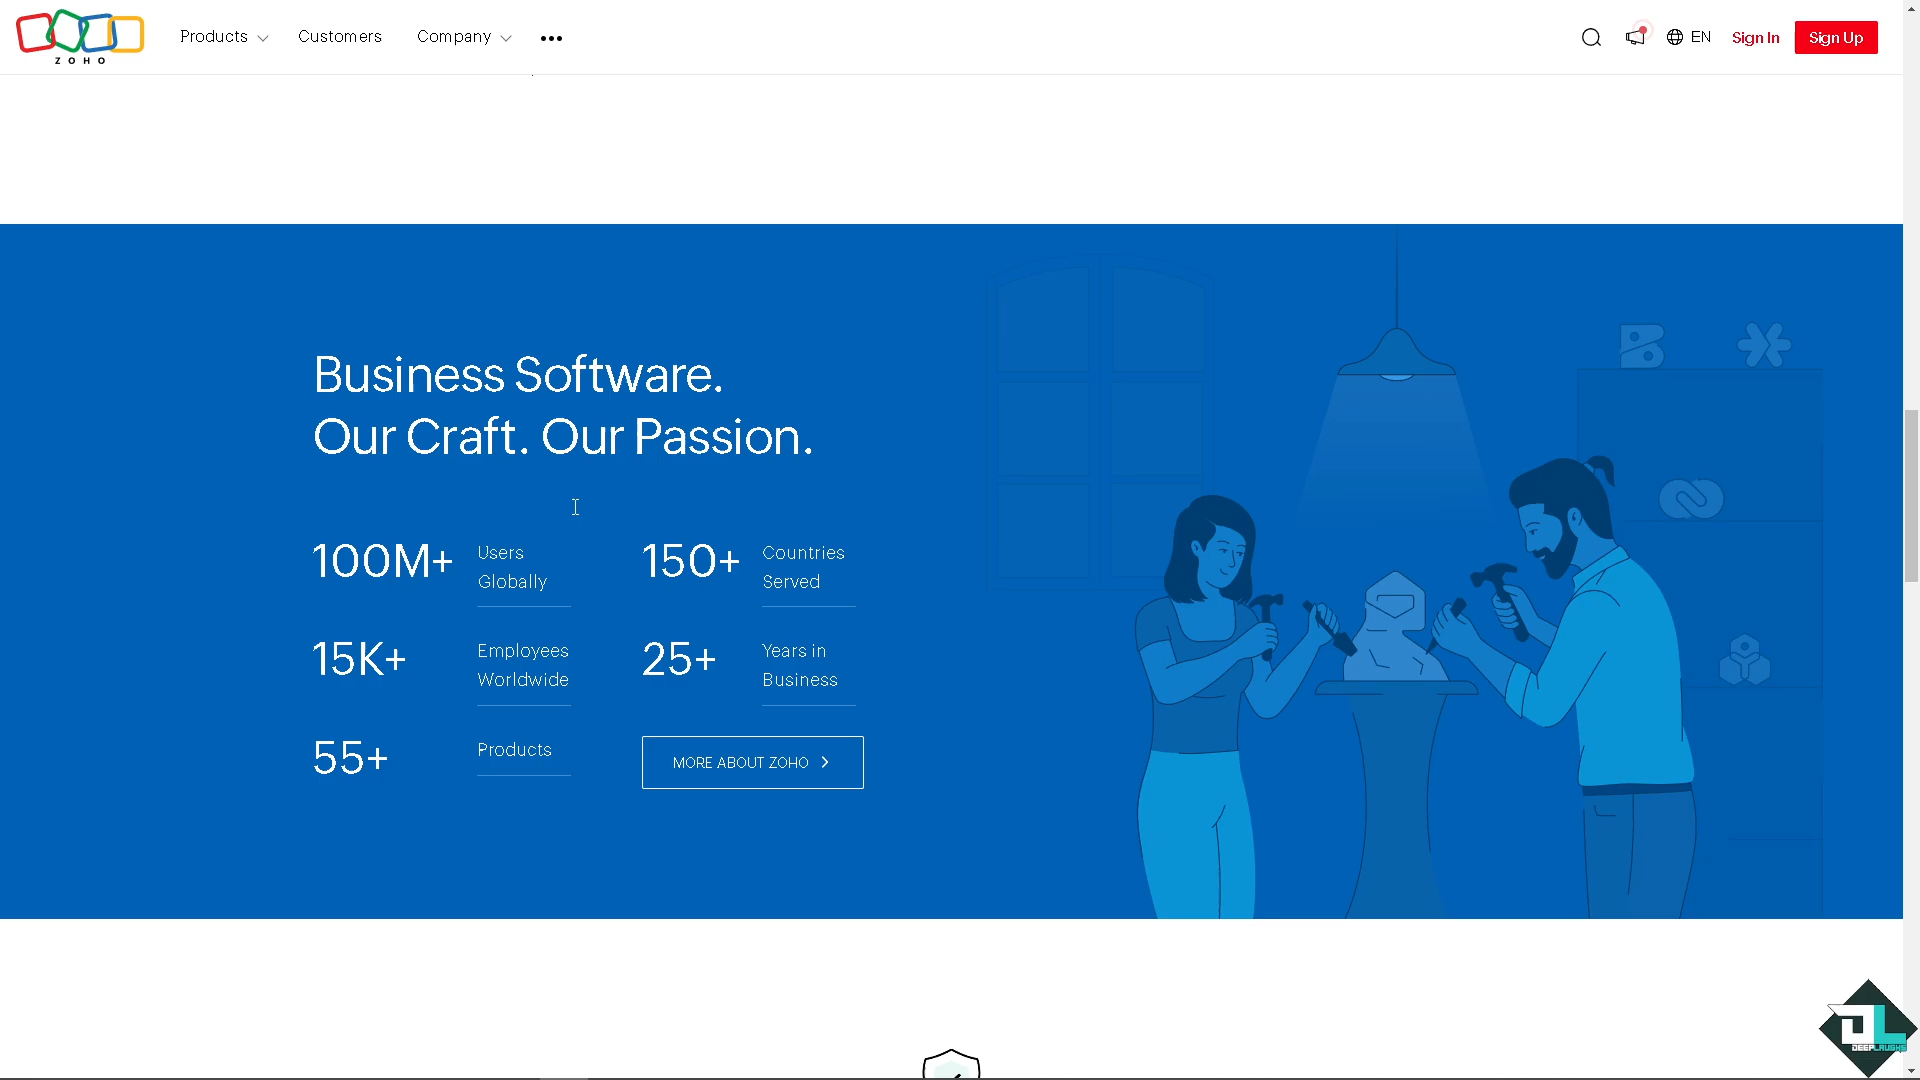 ZOHO
Products
Customers
Company
EN
Sign In
Sign Up
Business Software.
Our Craft. Our Passion.
100M+
Users
Globally
150+
Countries
Served
15K+
Employees
Worldwide
25+
Years in
Business
55+
Products
MORE ABOUT ZOHO
DEEPLAUGHS